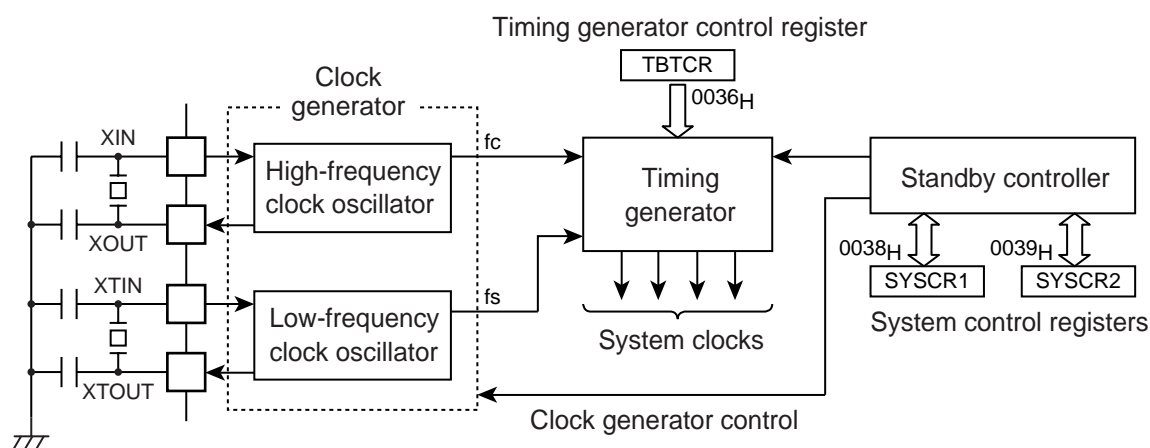 Timing generator control register
TBTCR
0036H
Clock
generator
XIN
High-frequency
clock oscillator
fc
Timing
generator
Standby controller
XOUT
0038H
0039H
SYSCR1
SYSCR2
System control registers
XTIN
Low-frequency
clock oscillator
fs
System clocks
XTOUT
Clock generator control